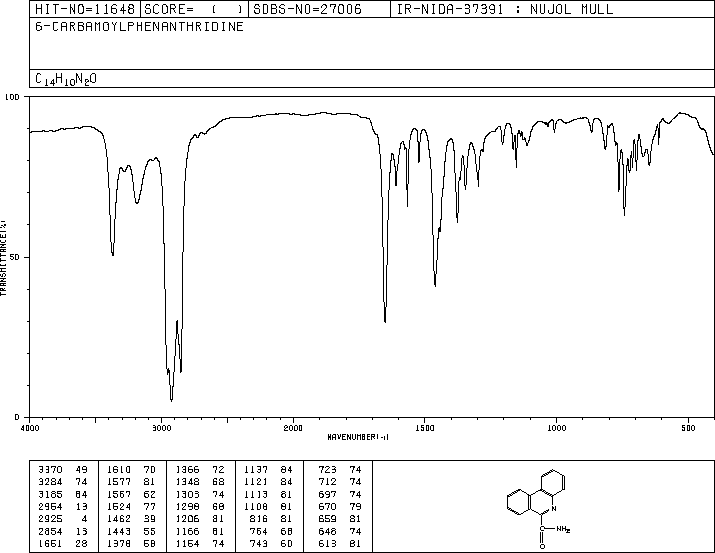 HIT-NO=11648 SCORE= ( ) SDBS-NO=27006 IR-NIDA-37391 : NUJOL MULL
6-CARBAMOYLPHENANTHRIDINE
C14H10N2O
100
50
0
TRANSMITTANCE(%)
4000 3000 2000 1500 1000 500
WAVENUMBER(-1)
3370 49 1610 70 1366 72 1137 84 723 74
3284 74 1577 81 1348 68 1121 84 712 74
3185 64 1567 62 1303 74 1113 81 697 74
2954 13 1524 77 1298 68 1108 81 670 79
2925 4 1462 39 1206 81 816 81 659 81
2854 13 1443 55 1166 81 764 68 648 74
1651 28 1378 58 1154 74 743 60 613 81
N
C NH2
O